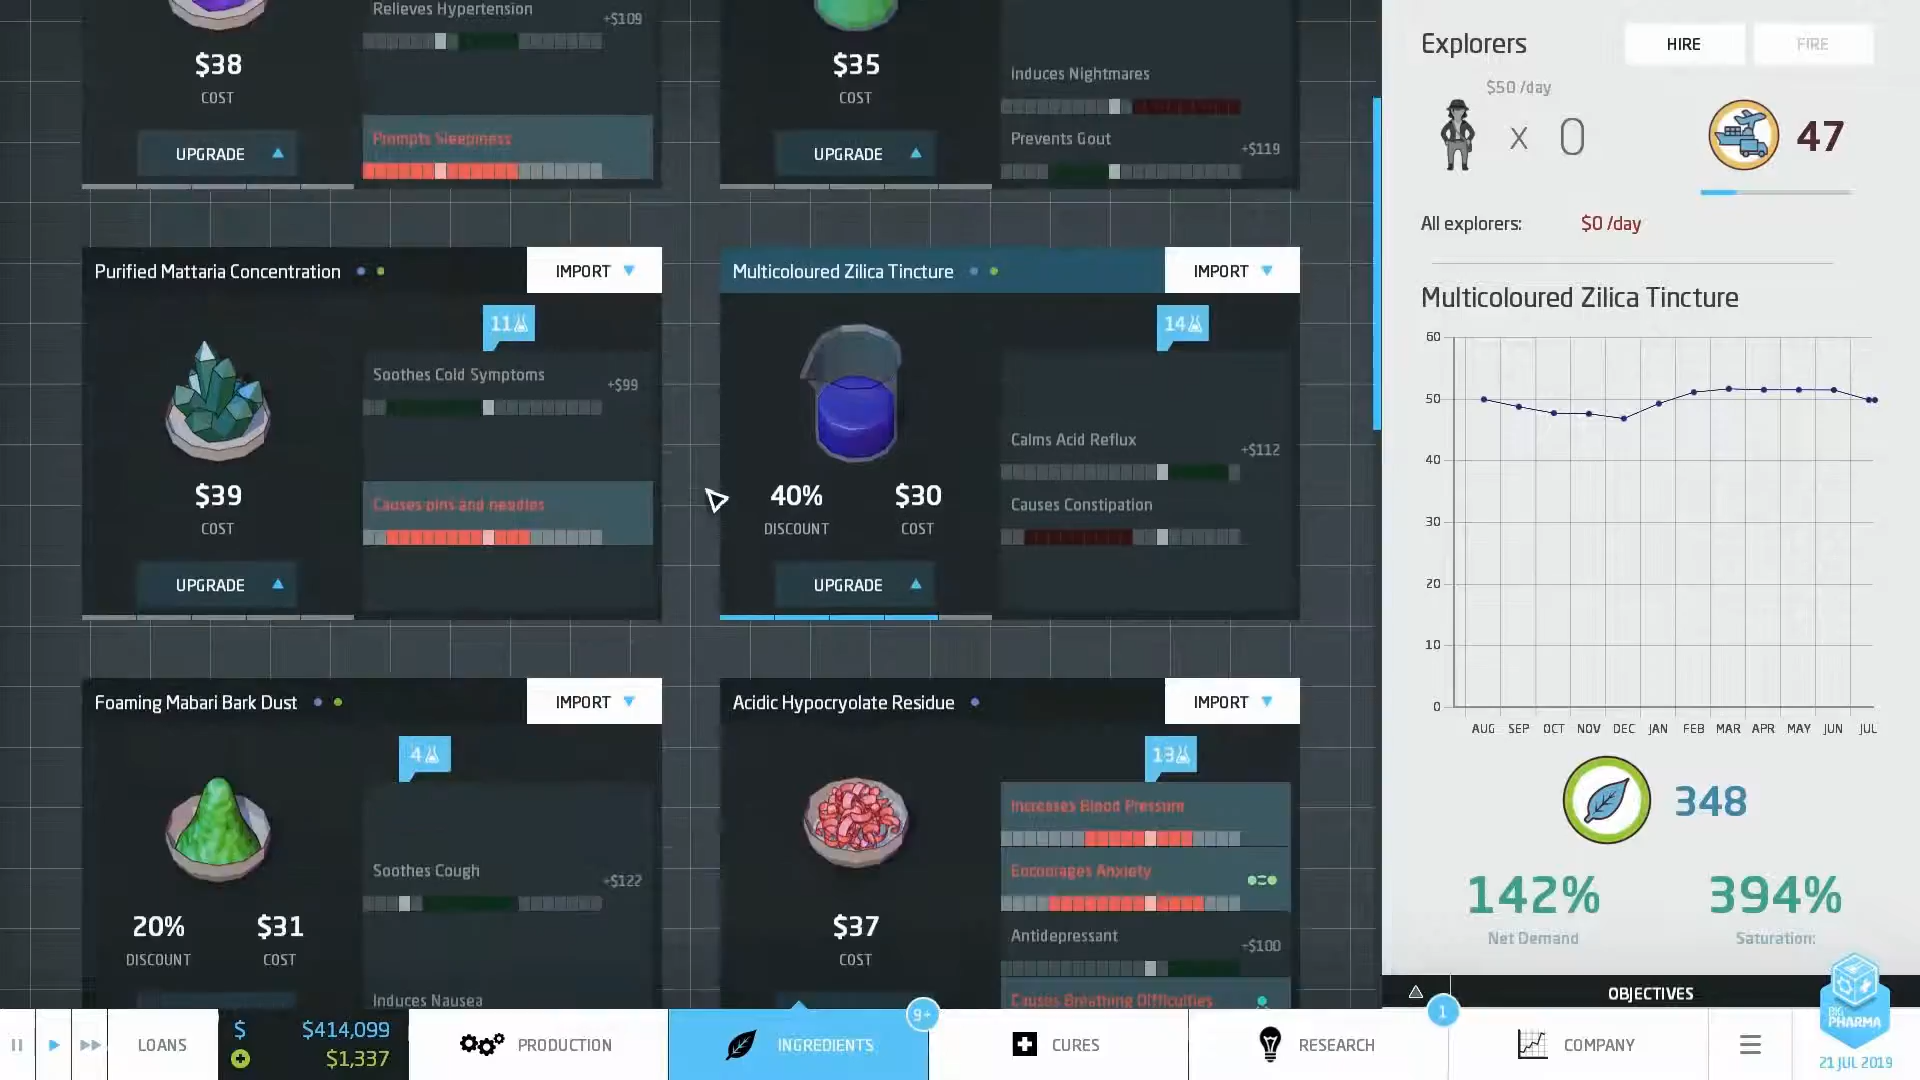 Relieves Hypertension
+$109
$38
COST
UPGRADE
Prompts Sleepiness
$35
COST
UPGRADE
Induces Nightmares
Prevents Gout
+$119
Purified Mattaria Concentration
IMPORT
11
Soothes Cold Symptoms
+$99
Causes pins and needles
$39
COST
UPGRADE
Multicoloured Zilica Tincture
IMPORT
14
Calms Acid Reflux
+$112
Causes Constipation
40%
DISCOUNT
$30
COST
UPGRADE
Foaming Mabari Bark Dust
IMPORT
4
Soothes Cough
+$122
20%
DISCOUNT
$31
COST
Induces Nausea
Acidic Hypocryolate Residue
IMPORT
13
Increases Blood Pressure
Encourages Anxiety
Antidepressant
+$100
Causes Breathing Difficulties
$37
COST
Explorers
HIRE
FIRE
$50 /day
X 0
47
All explorers: $0 /day
Multicoloured Zilica Tincture
60
50
40
30
20
10
0
AUG SEP OCT NOV DEC JAN FEB MAR APR MAY JUN JUL
348
142%
Net Demand
394%
Saturation:
OBJECTIVES
1
LOANS
$ $414,099
$1,337
PRODUCTION
INGREDIENTS
9+
CURES
RESEARCH
COMPANY
BIG
PHARMA
21 JUL 2019